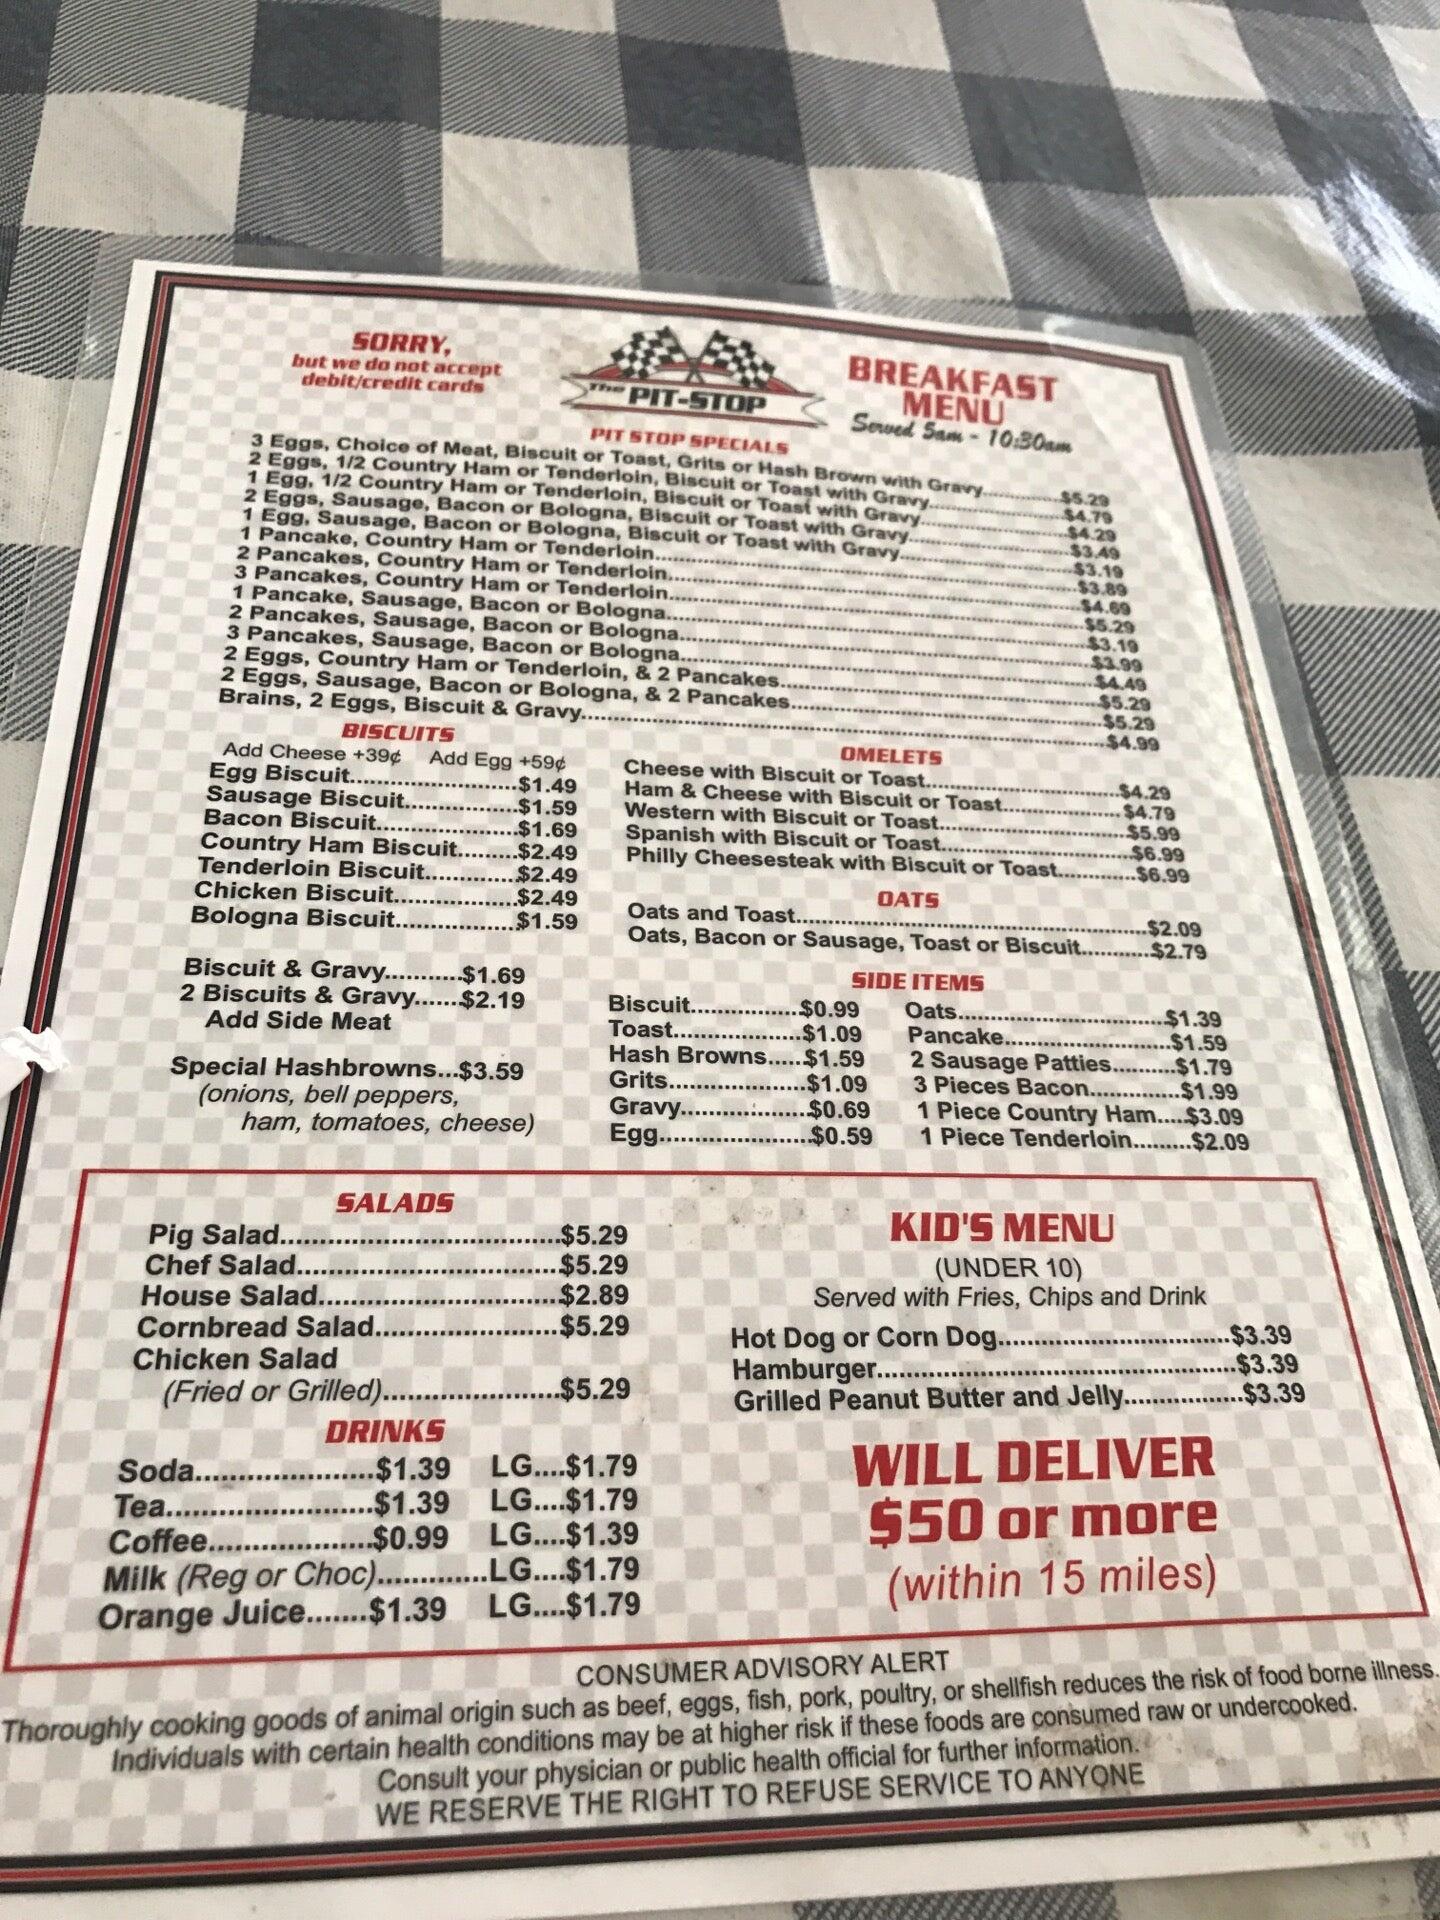 SORRY,
but we do not accept
debit/credit cards
The PIT-STOP
BREAKFAST
MENU
Served 5am - 10:30am
PIT STOP SPECIALS
3 Eggs, Choice of Meat, Biscuit or Toast, Grits or Hash Brown with Gravy..........$5.29
2 Eggs, 1/2 Country Ham or Tenderloin, Biscuit or Toast with Gravy..........$4.79
1 Egg, 1/2 Country Ham or Tenderloin, Biscuit or Toast with Gravy..........$4.29
2 Eggs, Sausage, Bacon or Bologna, Biscuit or Toast with Gravy..........$3.49
1 Egg, Sausage, Bacon or Bologna, Biscuit or Toast with Gravy..........$3.19
1 Pancake, Country Ham or Tenderloin..........$3.89
2 Pancakes, Country Ham or Tenderloin..........$4.69
3 Pancakes, Country Ham or Tenderloin..........$5.29
1 Pancake, Sausage, Bacon or Bologna..........$3.19
2 Pancakes, Sausage, Bacon or Bologna..........$3.99
3 Pancakes, Sausage, Bacon or Bologna..........$4.49
2 Eggs, Country Ham or Tenderloin, & 2 Pancakes..........$5.29
2 Eggs, Sausage, Bacon or Bologna, & 2 Pancakes..........$5.29
Brains, 2 Eggs, Biscuit & Gravy..........$4.99
BISCUITS
Add Cheese +39¢ Add Egg +59¢
Egg Biscuit..........$1.49
Sausage Biscuit..........$1.59
Bacon Biscuit..........$1.69
Country Ham Biscuit.........$2.49
Tenderloin Biscuit..........$2.49
Chicken Biscuit..........$2.49
Bologna Biscuit..........$1.59
Biscuit & Gravy..........$1.69
2 Biscuits & Gravy......$2.19
Add Side Meat
Special Hashbrowns...$3.59
(onions, bell peppers,
ham, tomatoes, cheese)
OMELETS
Cheese with Biscuit or Toast..........$4.29
Ham & Cheese with Biscuit or Toast..........$4.79
Western with Biscuit or Toast..........$5.99
Spanish with Biscuit or Toast..........$6.99
Philly Cheesesteak with Biscuit or Toast..........$6.99
OATS
Oats and Toast..........$2.09
Oats, Bacon or Sausage, Toast or Biscuit..........$2.79
SIDE ITEMS
Biscuit..........$0.99
Toast..........$1.09
Hash Browns......$1.59
Grits..........$1.09
Gravy..........$0.69
Egg..........$0.59
Oats..........$1.39
Pancake..........$1.59
2 Sausage Patties..........$1.79
3 Pieces Bacon..........$1.99
1 Piece Country Ham.....$3.09
1 Piece Tenderloin.........$2.09
SALADS
Pig Salad..........$5.29
Chef Salad..........$5.29
House Salad..........$2.89
Cornbread Salad..........$5.29
Chicken Salad
(Fried or Grilled)..........$5.29
DRINKS
Soda..........$1.39 LG....$1.79
Tea..........$1.39 LG....$1.79
Coffee..........$0.99 LG....$1.39
Milk (Reg or Choc)..........LG....$1.79
Orange Juice.......$1.39 LG....$1.79
KID'S MENU
(UNDER 10)
Served with Fries, Chips and Drink
Hot Dog or Corn Dog..........$3.39
Hamburger..........$3.39
Grilled Peanut Butter and Jelly..........$3.39
WILL DELIVER
$50 or more
(within 15 miles)
CONSUMER ADVISORY ALERT
Thoroughly cooking goods of animal origin such as beef, eggs, fish, pork, poultry, or shellfish reduces the risk of food borne illness.
Individuals with certain health conditions may be at higher risk if these foods are consumed raw or undercooked.
Consult your physician or public health official for further information.
WE RESERVE THE RIGHT TO REFUSE SERVICE TO ANYONE